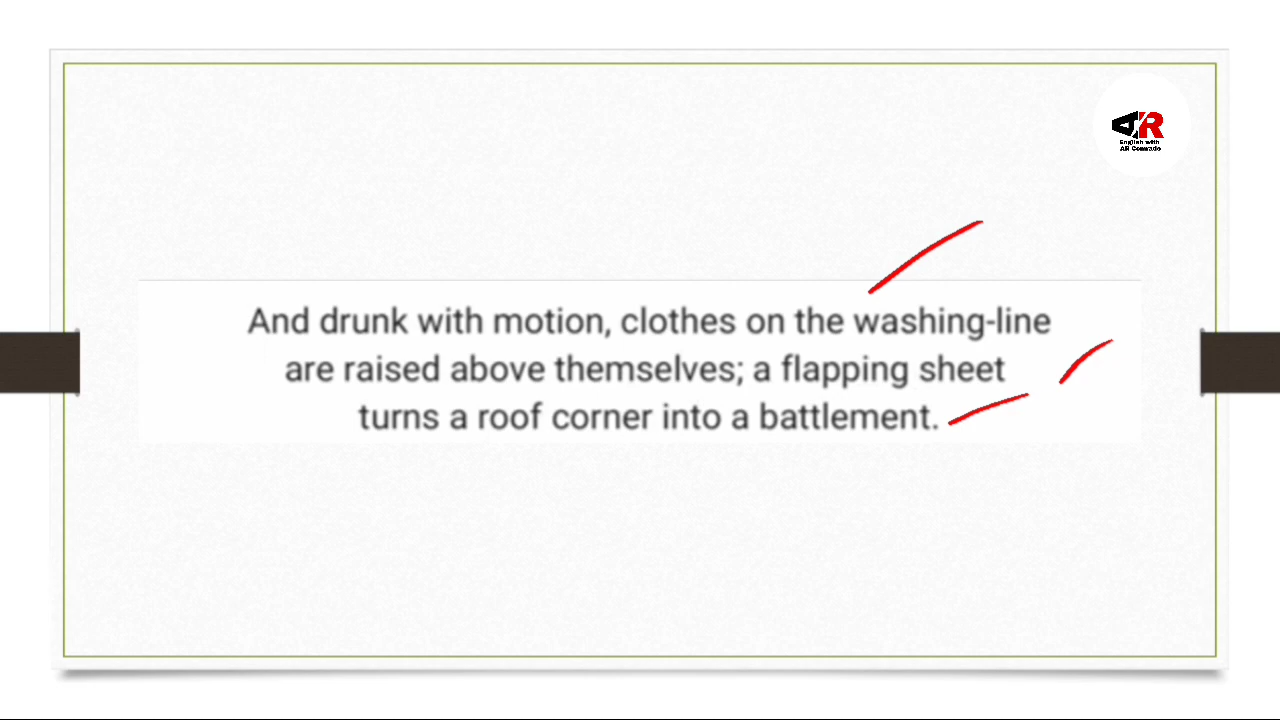 AR
English with
AR Comrade
And drunk with motion, clothes on the washing-line
are raised above themselves; a flapping sheet
turns a roof corner into a battlement.